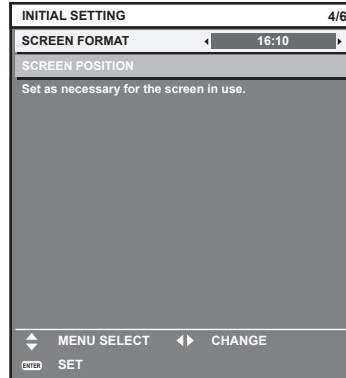 INITIAL SETTING 4/6
SCREEN FORMAT 16:10
SCREEN POSITION
Set as necessary for the screen in use.
MENU SELECT CHANGE
ENTER SET